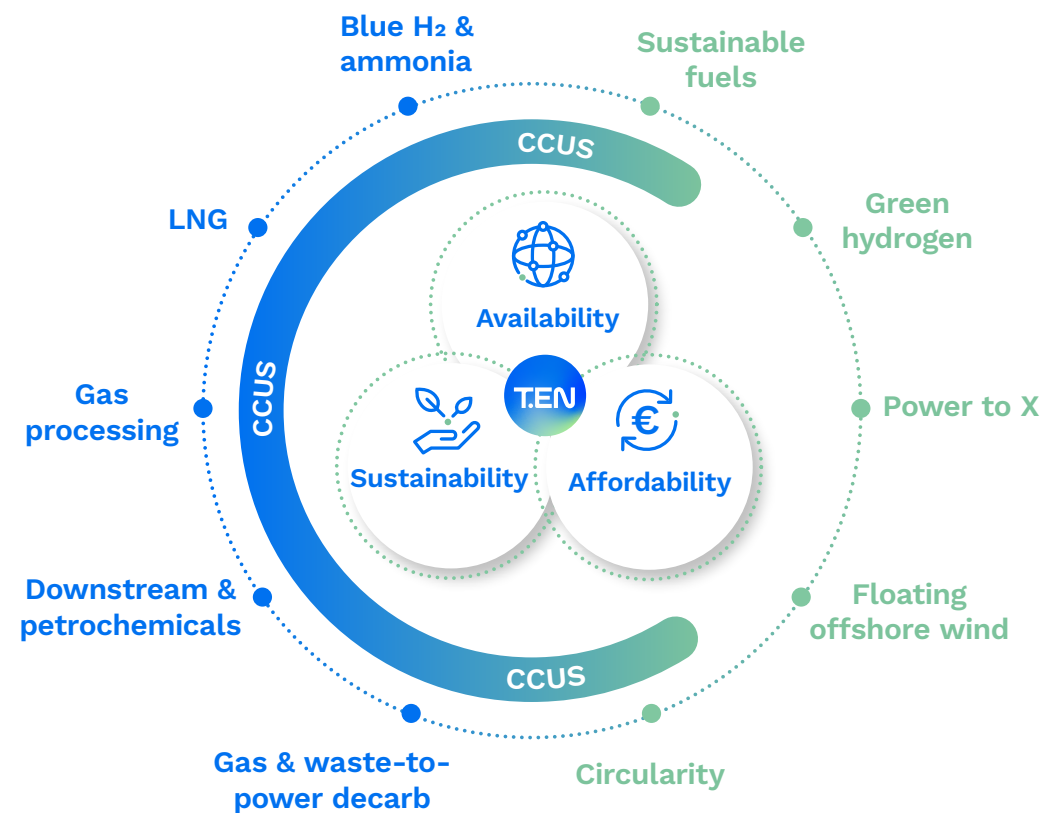 Blue H₂ &
ammonia
Sustainable
fuels
CCUS
LNG
Green
hydrogen
Availability
CCUS
Gas
processing
T.EN
€
Power to X
Sustainability
Affordability
Downstream &
petrochemicals
Floating
offshore wind
CCUS
Gas & waste-to-
power decarb
Circularity